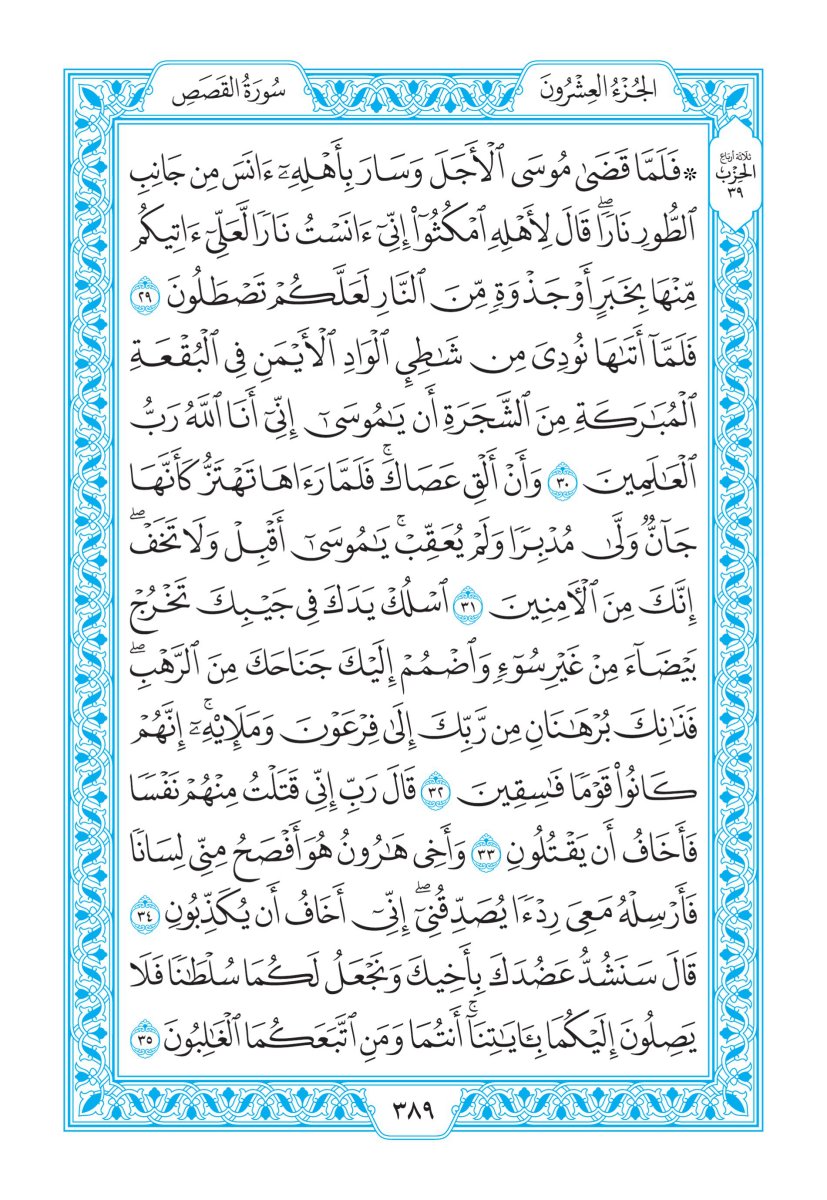 الجُزْءُ العِشْرُونَ
سُورَةُ القَصَصِ
ثلاثة أرباع
الحِزْب
٣٩
۞ فَلَمَّا قَضَىٰ مُوسَى ٱلْأَجَلَ وَسَارَ بِأَهْلِهِۦٓ ءَانَسَ مِن جَانِبِ
ٱلطُّورِ نَارٗاۖ قَالَ لِأَهْلِهِ ٱمْكُثُوٓاْ إِنِّيٓ ءَانَسْتُ نَارٗا لَّعَلِّيٓ ءَاتِيكُم
مِّنْهَا بِخَبَرٍ أَوْ جَذْوَةٖ مِّنَ ٱلنَّارِ لَعَلَّكُمْ تَصْطَلُونَ ٢٩
فَلَمَّآ أَتَىٰهَا نُودِيَ مِن شَٰطِيِٕ ٱلْوَادِ ٱلْأَيْمَنِ فِي ٱلْبُقْعَةِ
ٱلْمُبَٰرَكَةِ مِنَ ٱلشَّجَرَةِ أَن يَٰمُوسَىٰٓ إِنِّيٓ أَنَا ٱللَّهُ رَبُّ
ٱلْعَٰلَمِينَ ٣٠ وَأَنْ أَلْقِ عَصَاكَۚ فَلَمَّا رَءَاهَا تَهْتَزُّ كَأَنَّهَا
جَآنّٞ وَلَّىٰ مُدْبِرٗا وَلَمْ يُعَقِّبْۚ يَٰمُوسَىٰٓ أَقْبِلْ وَلَا تَخَفْۖ
إِنَّكَ مِنَ ٱلْأٓمِنِينَ ٣١ ٱسْلُكْ يَدَكَ فِي جَيْبِكَ تَخْرُجْ
بَيْضَآءَ مِنْ غَيْرِ سُوٓءٖ وَٱضْمُمْ إِلَيْكَ جَنَاحَكَ مِنَ ٱلرَّهْبِۖ
فَذَٰنِكَ بُرْهَٰنَانِ مِن رَّبِّكَ إِلَىٰ فِرْعَوْنَ وَمَلَإِيْهِۦٓۚ إِنَّهُمْ
كَانُواْ قَوْمٗا فَٰسِقِينَ ٣٢ قَالَ رَبِّ إِنِّي قَتَلْتُ مِنْهُمْ نَفْسٗا
فَأَخَافُ أَن يَقْتُلُونِ ٣٣ وَأَخِي هَٰرُونُ هُوَ أَفْصَحُ مِنِّي لِسَانٗا
فَأَرْسِلْهُ مَعِيَ رِدْءٗا يُصَدِّقُنِيٓۖ إِنِّيٓ أَخَافُ أَن يُكَذِّبُونِ ٣٤
قَالَ سَنَشُدُّ عَضُدَكَ بِأَخِيكَ وَنَجْعَلُ لَكُمَا سُلْطَٰنٗا فَلَا
يَصِلُونَ إِلَيْكُمَا بِـَٔايَٰتِنَآۚ أَنتُمَا وَمَنِ ٱتَّبَعَكُمَا ٱلْغَٰلِبُونَ ٣٥
٣٨٩